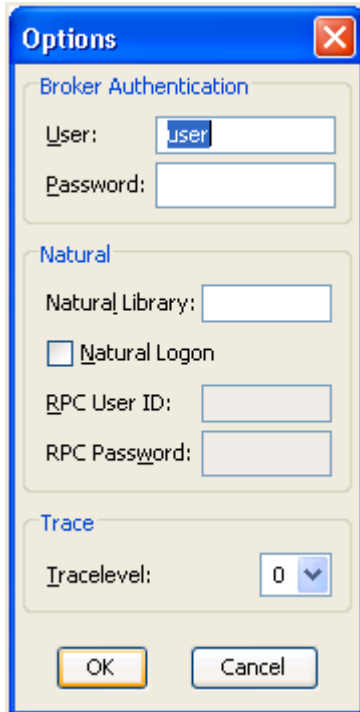 Options
Broker Authentication
User: user
Password:
Natural
Natural Library:
Natural Logon
RPC User ID:
RPC Password:
Trace
Tracelevel: 0
OK Cancel